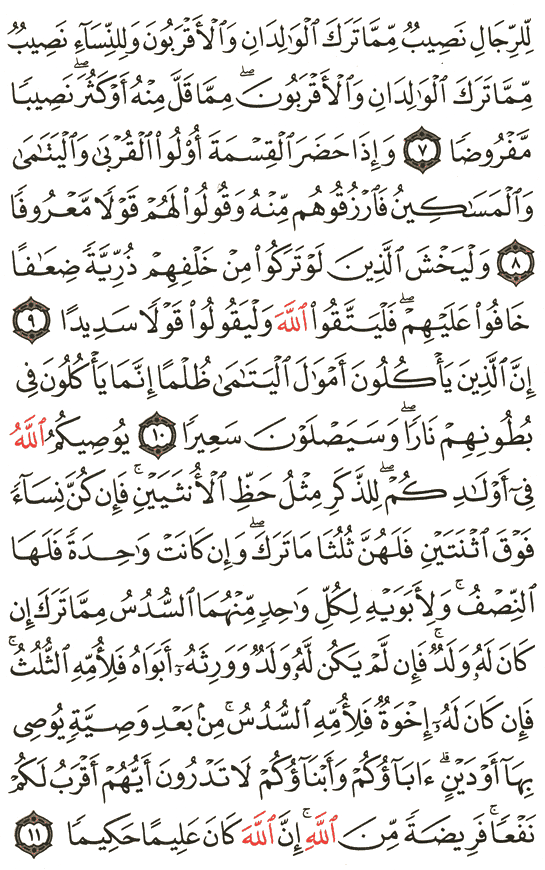 لِّلرِّجَالِ نَصِيبٌ مِّمَّا تَرَكَ ٱلْوَٰلِدَانِ وَٱلْأَقْرَبُونَ وَلِلنِّسَآءِ نَصِيبٌ
مِّمَّا تَرَكَ ٱلْوَٰلِدَانِ وَٱلْأَقْرَبُونَ ۖ مِمَّا قَلَّ مِنْهُ أَوْ كَثُرَ ۖ نَصِيبًا
مَّفْرُوضًا ٧ وَإِذَا حَضَرَ ٱلْقِسْمَةَ أُو۟لُوا۟ ٱلْقُرْبَىٰ وَٱلْيَتَٰمَىٰ
وَٱلْمَسَٰكِينُ فَٱرْزُقُوهُم مِّنْهُ وَقُولُوا۟ لَهُمْ قَوْلًا مَّعْرُوفًا
٨ وَلْيَخْشَ ٱلَّذِينَ لَوْ تَرَكُوا۟ مِنْ خَلْفِهِمْ ذُرِّيَّةً ضِعَٰفًا
خَافُوا۟ عَلَيْهِمْ ۖ فَلْيَتَّقُوا۟ ٱللَّهَ وَلْيَقُولُوا۟ قَوْلًا سَدِيدًا ٩
إِنَّ ٱلَّذِينَ يَأْكُلُونَ أَمْوَٰلَ ٱلْيَتَٰمَىٰ ظُلْمًا إِنَّمَا يَأْكُلُونَ فِى
بُطُونِهِمْ نَارًا ۖ وَسَيَصْلَوْنَ سَعِيرًا ١٠ يُوصِيكُمُ ٱللَّهُ
فِىٓ أَوْلَٰدِكُمْ ۖ لِلذَّكَرِ مِثْلُ حَظِّ ٱلْأُنثَيَيْنِ ۚ فَإِن كُنَّ نِسَآءً
فَوْقَ ٱثْنَتَيْنِ فَلَهُنَّ ثُلُثَا مَا تَرَكَ ۖ وَإِن كَانَتْ وَٰحِدَةً فَلَهَا
ٱلنِّصْفُ ۚ وَلِأَبَوَيْهِ لِكُلِّ وَٰحِدٍ مِّنْهُمَا ٱلسُّدُسُ مِمَّا تَرَكَ إِن
كَانَ لَهُۥ وَلَدٌ ۚ فَإِن لَّمْ يَكُن لَّهُۥ وَلَدٌ وَوَرِثَهُۥٓ أَبَوَاهُ فَلِأُمِّهِ ٱلثُّلُثُ ۚ
فَإِن كَانَ لَهُۥٓ إِخْوَةٌ فَلِأُمِّهِ ٱلسُّدُسُ ۚ مِنۢ بَعْدِ وَصِيَّةٍ يُوصِى
بِهَآ أَوْ دَيْنٍ ۗ ءَابَآؤُكُمْ وَأَبْنَآؤُكُمْ لَا تَدْرُونَ أَيُّهُمْ أَقْرَبُ لَكُمْ
نَفْعًا ۚ فَرِيضَةً مِّنَ ٱللَّهِ ۗ إِنَّ ٱللَّهَ كَانَ عَلِيمًا حَكِيمًا ١١